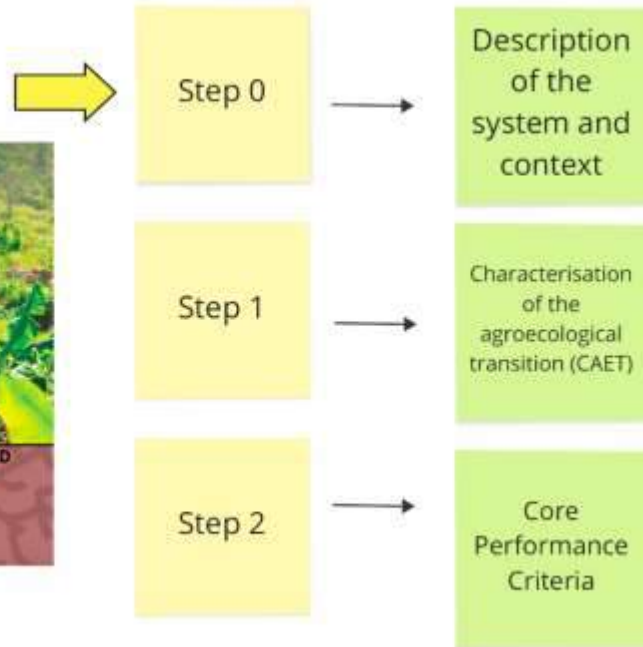 Step 0
Description
of the
system and
context
Step 1
Characterisation
of the
agroecological
transition (CAET)
D
Step 2
Core
Performance
Criteria